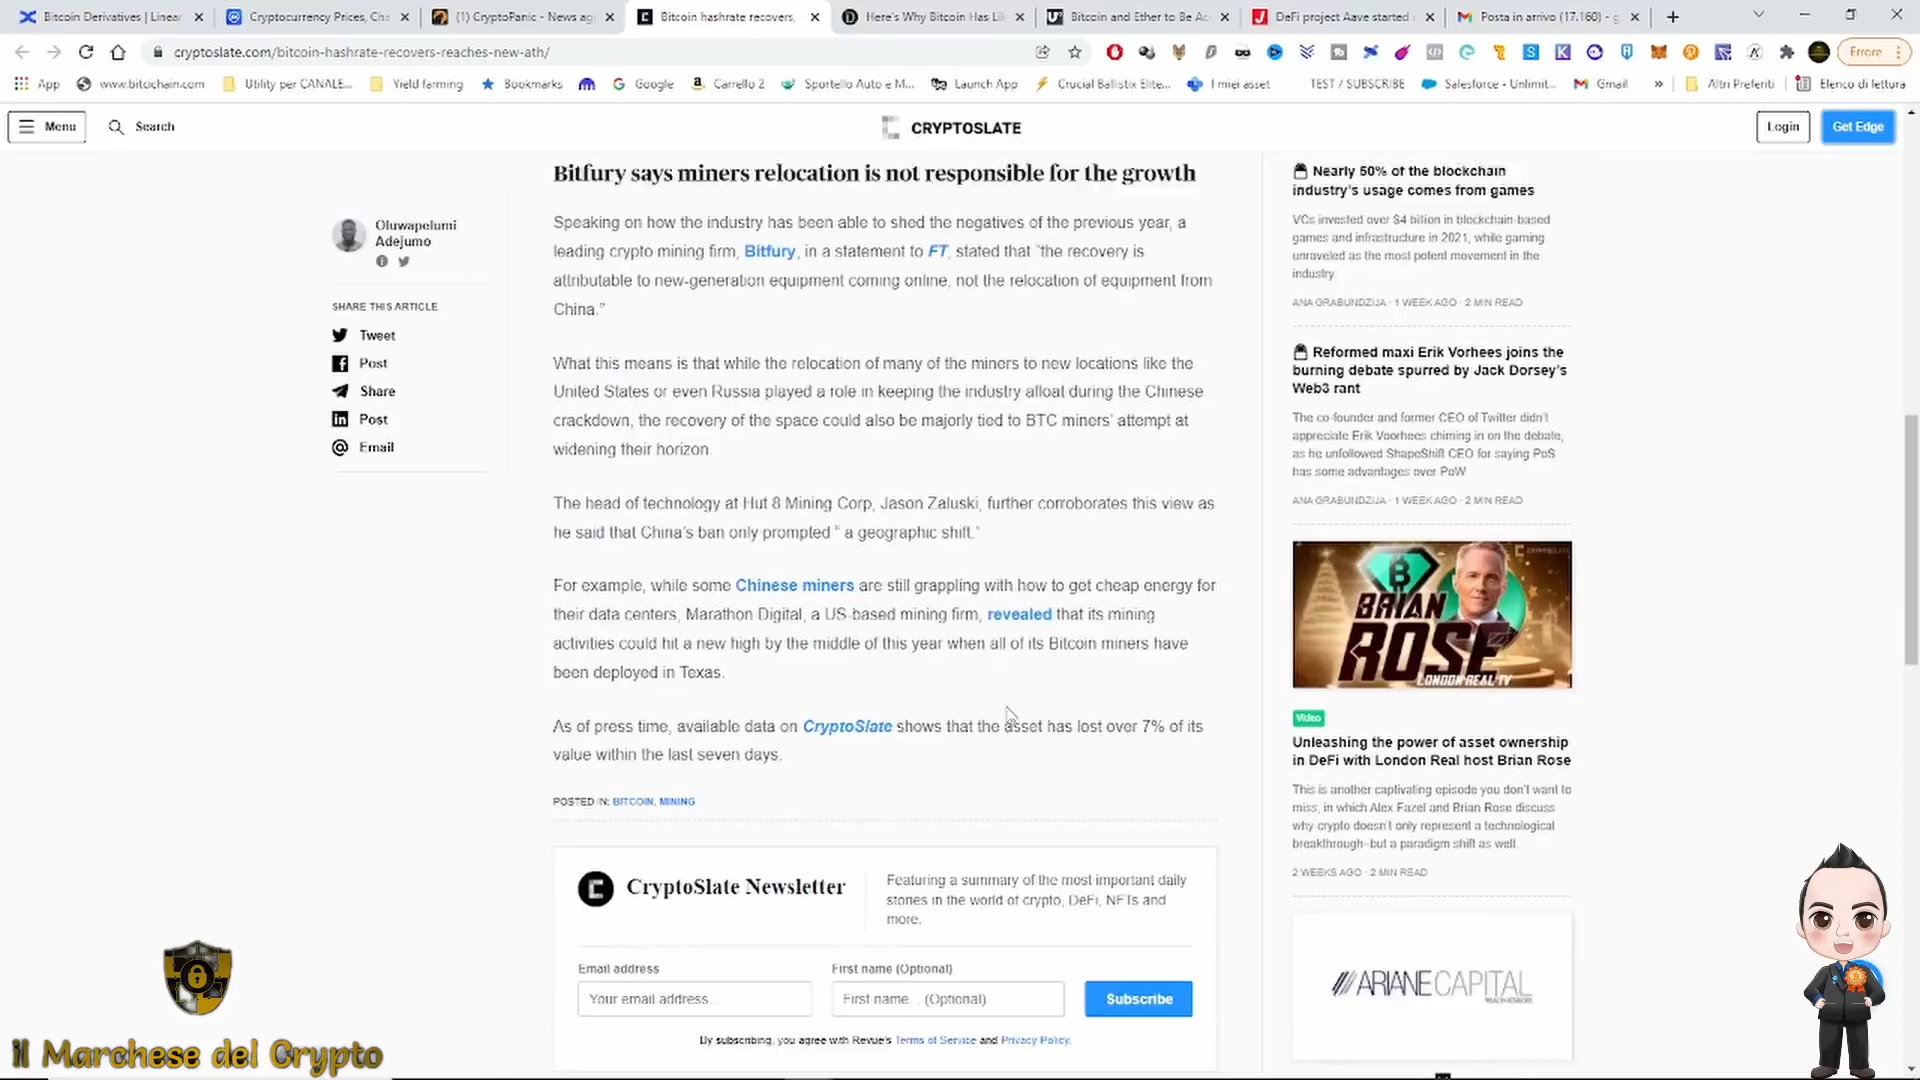 Bitcoin Derivatives | Linear
Cryptocurrency Prices, Cha
(1) CryptoPanic - News ag
Bitcoin hashrate recovers,
Here's Why Bitcoin Has Li
Bitcoin and Ether to Be Ac
DeFi project Aave started
Posta in arrivo (17.160) - g
cryptoslate.com/bitcoin-hashrate-recovers-reaches-new-ath/
Errore
App
www.bitcichain.com
Utility per CANALE...
Yield farming
Bookmarks
Google
Carrello 2
Sportello Auto e M...
Launch App
Crucial Ballistix Elite...
I miei asset
TEST / SUBSCRIBE
Salesforce - Unlimit...
Gmail
»
Altri Preferiti
Elenco di lettura
Menu
Search
CRYPTOSLATE
Login
Get Edge
Bitfury says miners relocation is not responsible for the growth
Oluwapelumi
Adejumo
SHARE THIS ARTICLE
Tweet
Post
Share
Post
Email
Speaking on how the industry has been able to shed the negatives of the previous year, a
leading crypto mining firm, Bitfury, in a statement to FT, stated that "the recovery is
attributable to new-generation equipment coming online, not the relocation of equipment from
China."
What this means is that while the relocation of many of the miners to new locations like the
United States or even Russia played a role in keeping the industry afloat during the Chinese
crackdown, the recovery of the space could also be majorly tied to BTC miners' attempt at
widening their horizon.
The head of technology at Hut 8 Mining Corp, Jason Zaluski, further corroborates this view as
he said that China's ban only prompted " a geographic shift."
For example, while some Chinese miners are still grappling with how to get cheap energy for
their data centers, Marathon Digital, a US-based mining firm, revealed that its mining
activities could hit a new high by the middle of this year when all of its Bitcoin miners have
been deployed in Texas.
As of press time, available data on CryptoSlate shows that the asset has lost over 7% of its
value within the last seven days.
POSTED IN: BITCOIN, MINING
CryptoSlate Newsletter
Featuring a summary of the most important daily
stories in the world of crypto, DeFi, NFTs and
more.
Email address
First name (Optional)
Your email address..
First name... (Optional)
Subscribe
By subscribing, you agree with Revue's Terms of Service and Privacy Policy.
Nearly 50% of the blockchain
industry's usage comes from games
VCs invested over $4 billion in blockchain-based
games and infrastructure in 2021, while gaming
unraveled as the most potent movement in the
industry.
ANA GRABUNDZIJA · 1 WEEK AGO · 2 MIN READ
Reformed maxi Erik Vorhees joins the
burning debate spurred by Jack Dorsey's
Web3 rant
The co-founder and former CEO of Twitter didn't
appreciate Erik Voorhees chiming in on the debate,
as he unfollowed ShapeShift CEO for saying PoS
has some advantages over PoW
ANA GRABUNDZIJA · 1 WEEK AGO · 2 MIN READ
BRIAN
ROSE
LONDON REAL TV
Video
Unleashing the power of asset ownership
in DeFi with London Real host Brian Rose
This is another captivating episode you don't want to
miss, in which Alex Fazel and Brian Rose discuss
why crypto doesn't only represent a technological
breakthrough–but a paradigm shift as well.
2 WEEKS AGO · 2 MIN READ
ARIANECAPITAL
il Marchese del Crypto